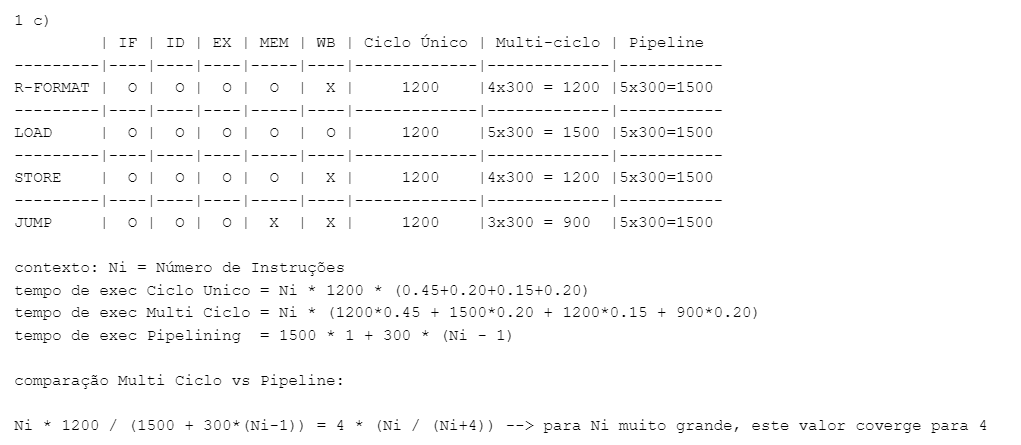 1 c)
| IF | ID | EX | MEM | WB | Ciclo Único | Multi-ciclo | Pipeline
---------|----|----|----|-----|----|-------------|-------------|-----------
R-FORMAT | O | O | O | O | X | 1200 |4x300 = 1200 |5x300=1500
---------|----|----|----|-----|----|-------------|-------------|-----------
LOAD | O | O | O | O | O | 1200 |5x300 = 1500 |5x300=1500
---------|----|----|----|-----|----|-------------|-------------|-----------
STORE | O | O | O | O | X | 1200 |4x300 = 1200 |5x300=1500
---------|----|----|----|-----|----|-------------|-------------|-----------
JUMP | O | O | O | X | X | 1200 |3x300 = 900 |5x300=1500
contexto: Ni = Número de Instruções
tempo de exec Ciclo Unico = Ni * 1200 * (0.45+0.20+0.15+0.20)
tempo de exec Multi Ciclo = Ni * (1200*0.45 + 1500*0.20 + 1200*0.15 + 900*0.20)
tempo de exec Pipelining = 1500 * 1 + 300 * (Ni - 1)
comparação Multi Ciclo vs Pipeline:
Ni * 1200 / (1500 + 300*(Ni-1)) = 4 * (Ni / (Ni+4)) --> para Ni muito grande, este valor coverge para 4